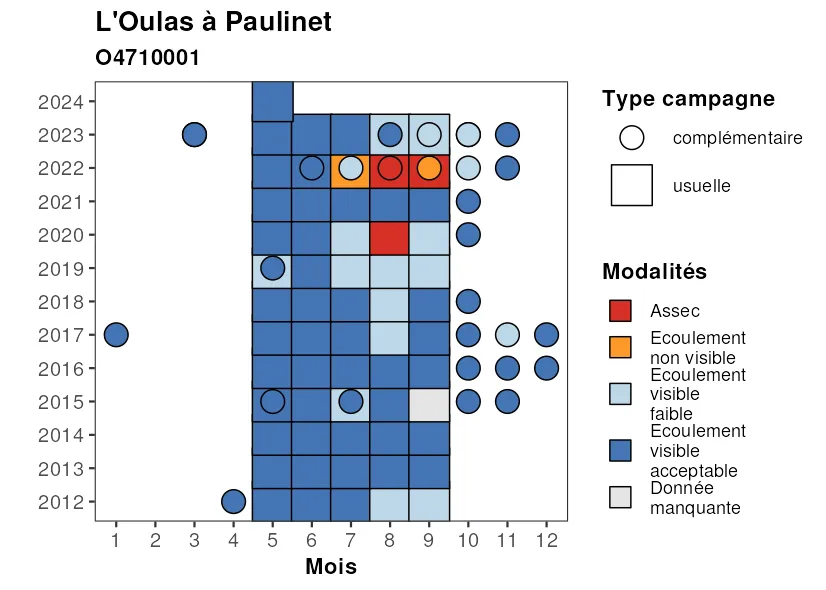 L'Oulas à Paulinet
O4710001
2024
2023
2022
2021
2020
2019
2018
2017
2016
2015
2014
2013
2012
1 2 3 4 5 6 7 8 9 10 11 12
Mois
Type campagne
complémentaire
usuelle
Modalités
Assec
Ecoulement
non visible
Ecoulement
visible
faible
Ecoulement
visible
acceptable
Donnée
manquante